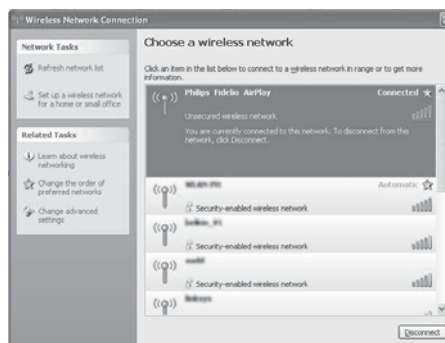 Wireless Network Connection
Network Tasks
Refresh network list
Set up a wireless network
for a home or small office
Related Tasks
Learn about wireless
networking
Change the order of
preferred networks
Change advanced
settings
Choose a wireless network
Click an item in the list below to connect to a wireless network in range or to get more
information.
Philips Fidelio AirPlay Connected
Unsecured wireless network
You are currently connected to this network. To disconnect from this
network, click Disconnect.
Automatic
Security-enabled wireless network
Security-enabled wireless network
Security-enabled wireless network
Disconnect